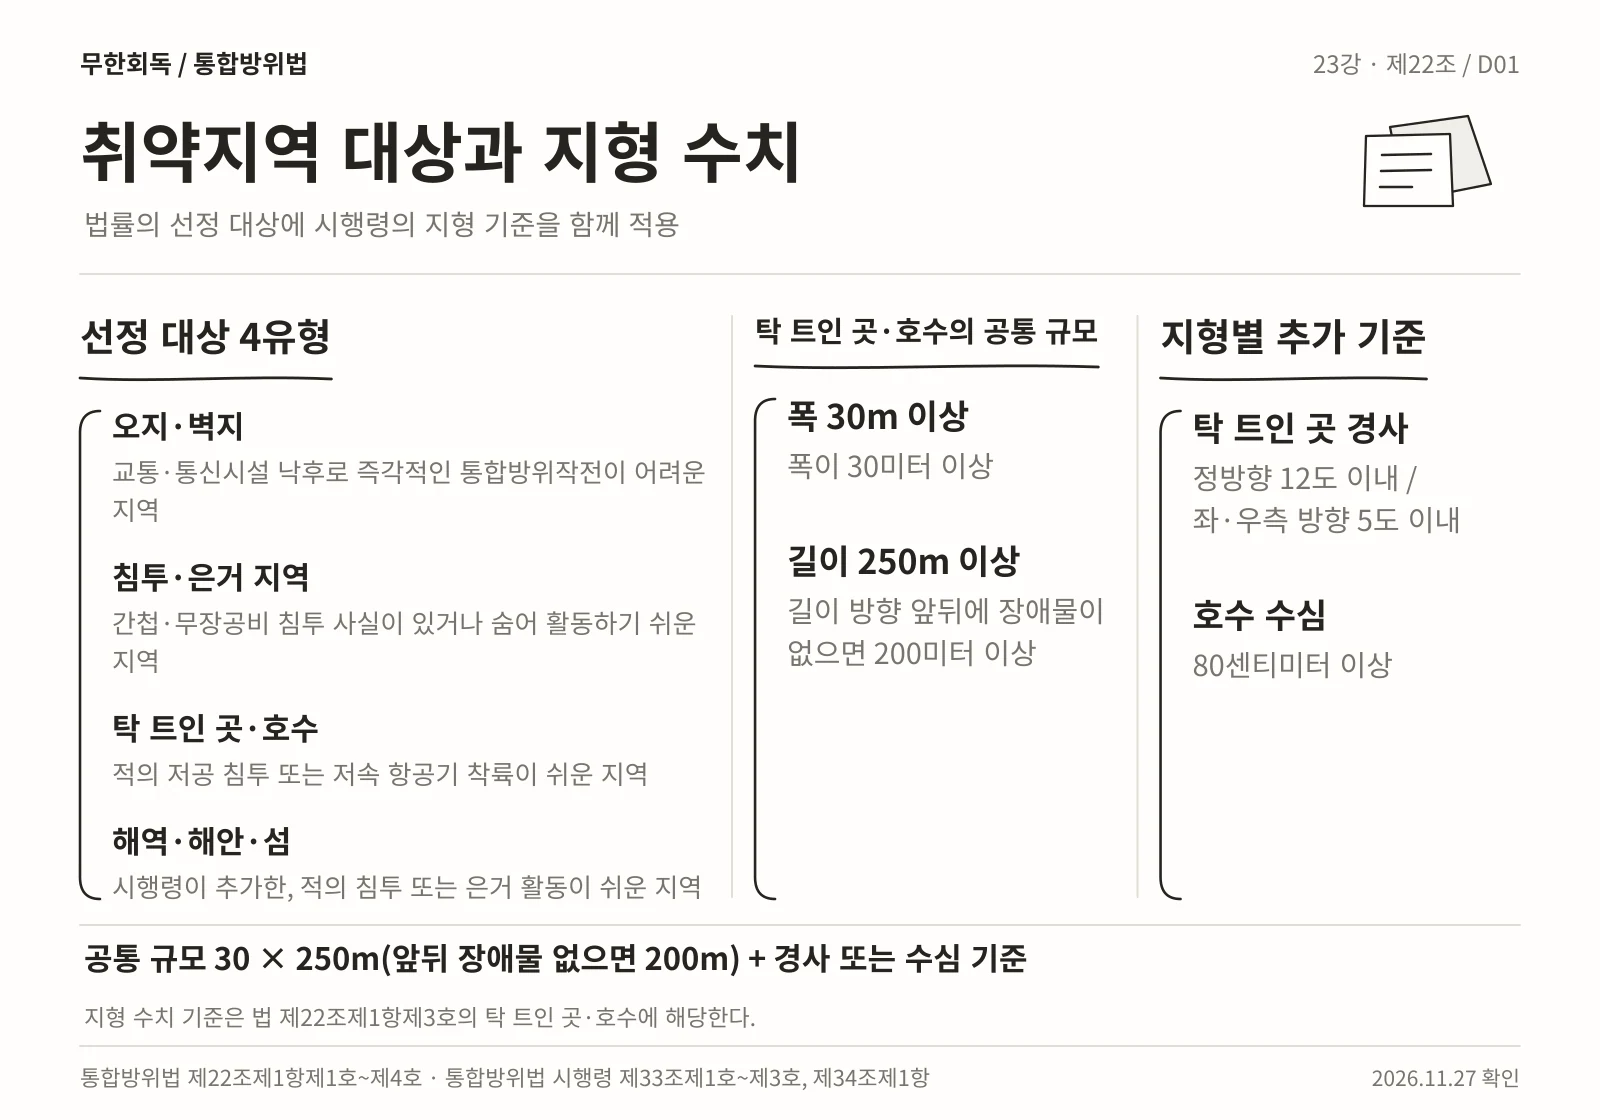 무한회독 / 통합방위법
23강 · 제22조 / D01
취약지역 대상과 지형 수치
법률의 선정 대상에 시행령의 지형 기준을 함께 적용
선정 대상 4유형
오지·벽지
교통·통신시설 낙후로 즉각적인 통합방위작전이 어려운
지역
침투·은거 지역
간첩·무장공비 침투 사실이 있거나 숨어 활동하기 쉬운
지역
탁 트인 곳·호수
적의 저공 침투 또는 저속 항공기 착륙이 쉬운 지역
해역·해안·섬
시행령이 추가한, 적의 침투 또는 은거 활동이 쉬운 지역
탁 트인 곳·호수의 공통 규모
폭 30m 이상
폭이 30미터 이상
길이 250m 이상
길이 방향 앞뒤에 장애물이
없으면 200미터 이상
지형별 추가 기준
탁 트인 곳 경사
정방향 12도 이내 /
좌·우측 방향 5도 이내
호수 수심
80센티미터 이상
공통 규모 30 × 250m(앞뒤 장애물 없으면 200m) + 경사 또는 수심 기준
지형 수치 기준은 법 제22조제1항제3호의 탁 트인 곳·호수에 해당한다.
통합방위법 제22조제1항제1호~제4호 · 통합방위법 시행령 제33조제1호~제3호, 제34조제1항
2026.11.27 확인